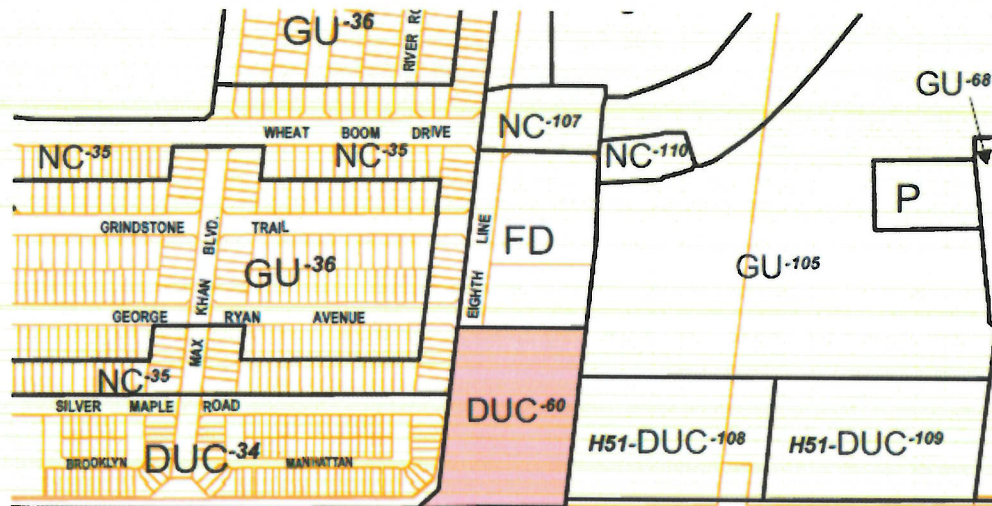 GU-36
RIVER
GU-68
WHEAT BOOM DRIVE
NC-107
NC-35
NC-35
NC-110
P
GRINDSTONE TRAIL
BLVD.
EIGHTH LINE
FD
GU-36
GU-105
KHAN
GEORGE RYAN AVENUE
MAX
NC-35
SILVER MAPLE ROAD
DUC-60
DUC-34
H51-DUC-108
H51-DUC-109
BROOKLYN
MANHATTAN